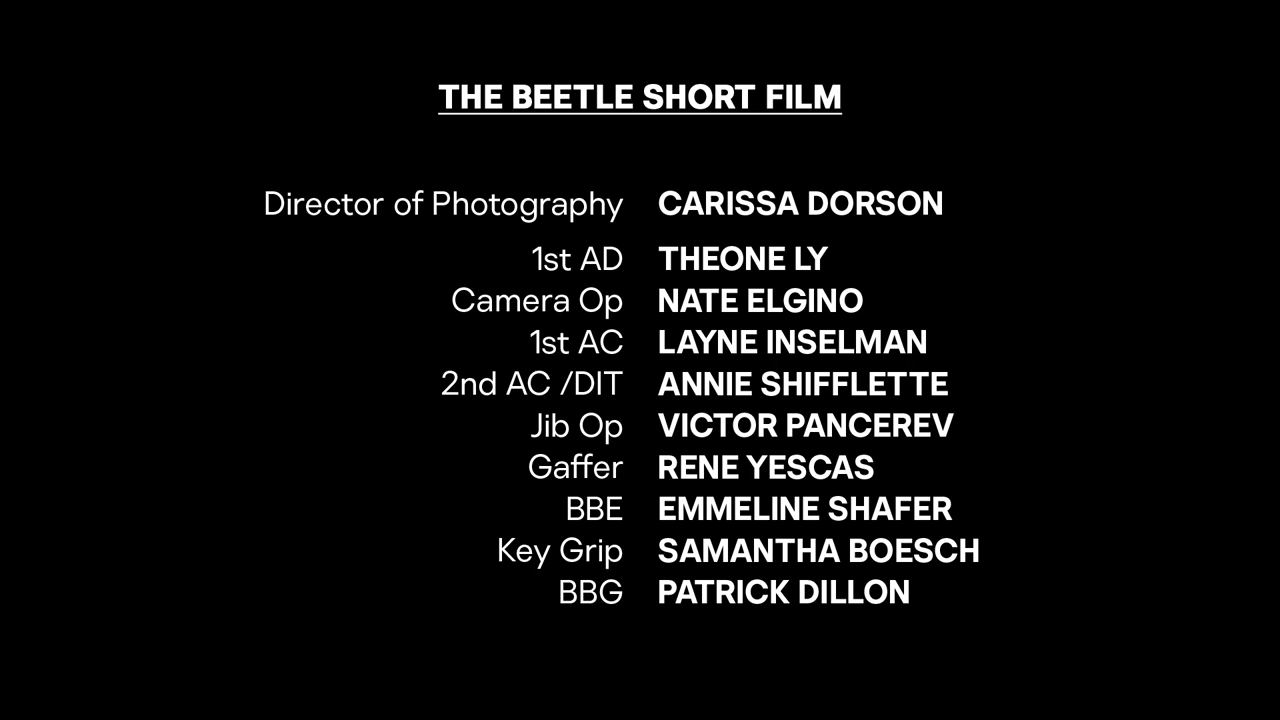 THE BEETLE SHORT FILM
Director of Photography CARISSA DORSON
1st AD THEONE LY
Camera Op NATE ELGINO
1st AC LAYNE INSELMAN
2nd AC /DIT ANNIE SHIFFLETTE
Jib Op VICTOR PANCEREV
Gaffer RENE YESCAS
BBE EMMELINE SHAFER
Key Grip SAMANTHA BOESCH
BBG PATRICK DILLON